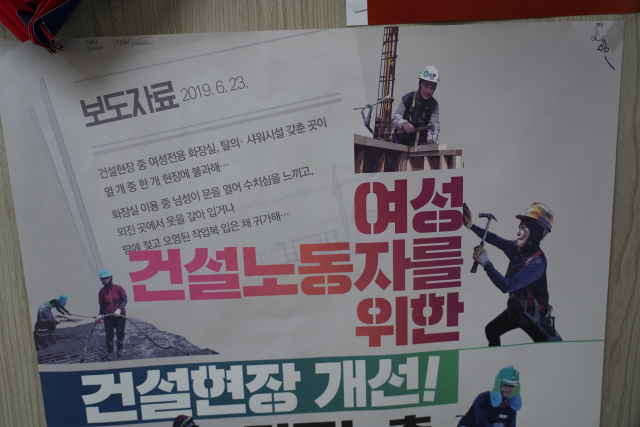 보도자료 2019. 6. 23.
건설현장 중 여성전용 화장실, 탈의·샤워시설 갖춘 곳이
열 개 중 한 개 현장에 불과해…
화장실 이용 중 남성이 문을 열어 수치심을 느끼고,
외진 곳에서 옷을 갈아 입거나
땀에 젖고 오염된 작업복 입은 채 귀가해…
여성
건설노동자를
위한
건설현장 개선!